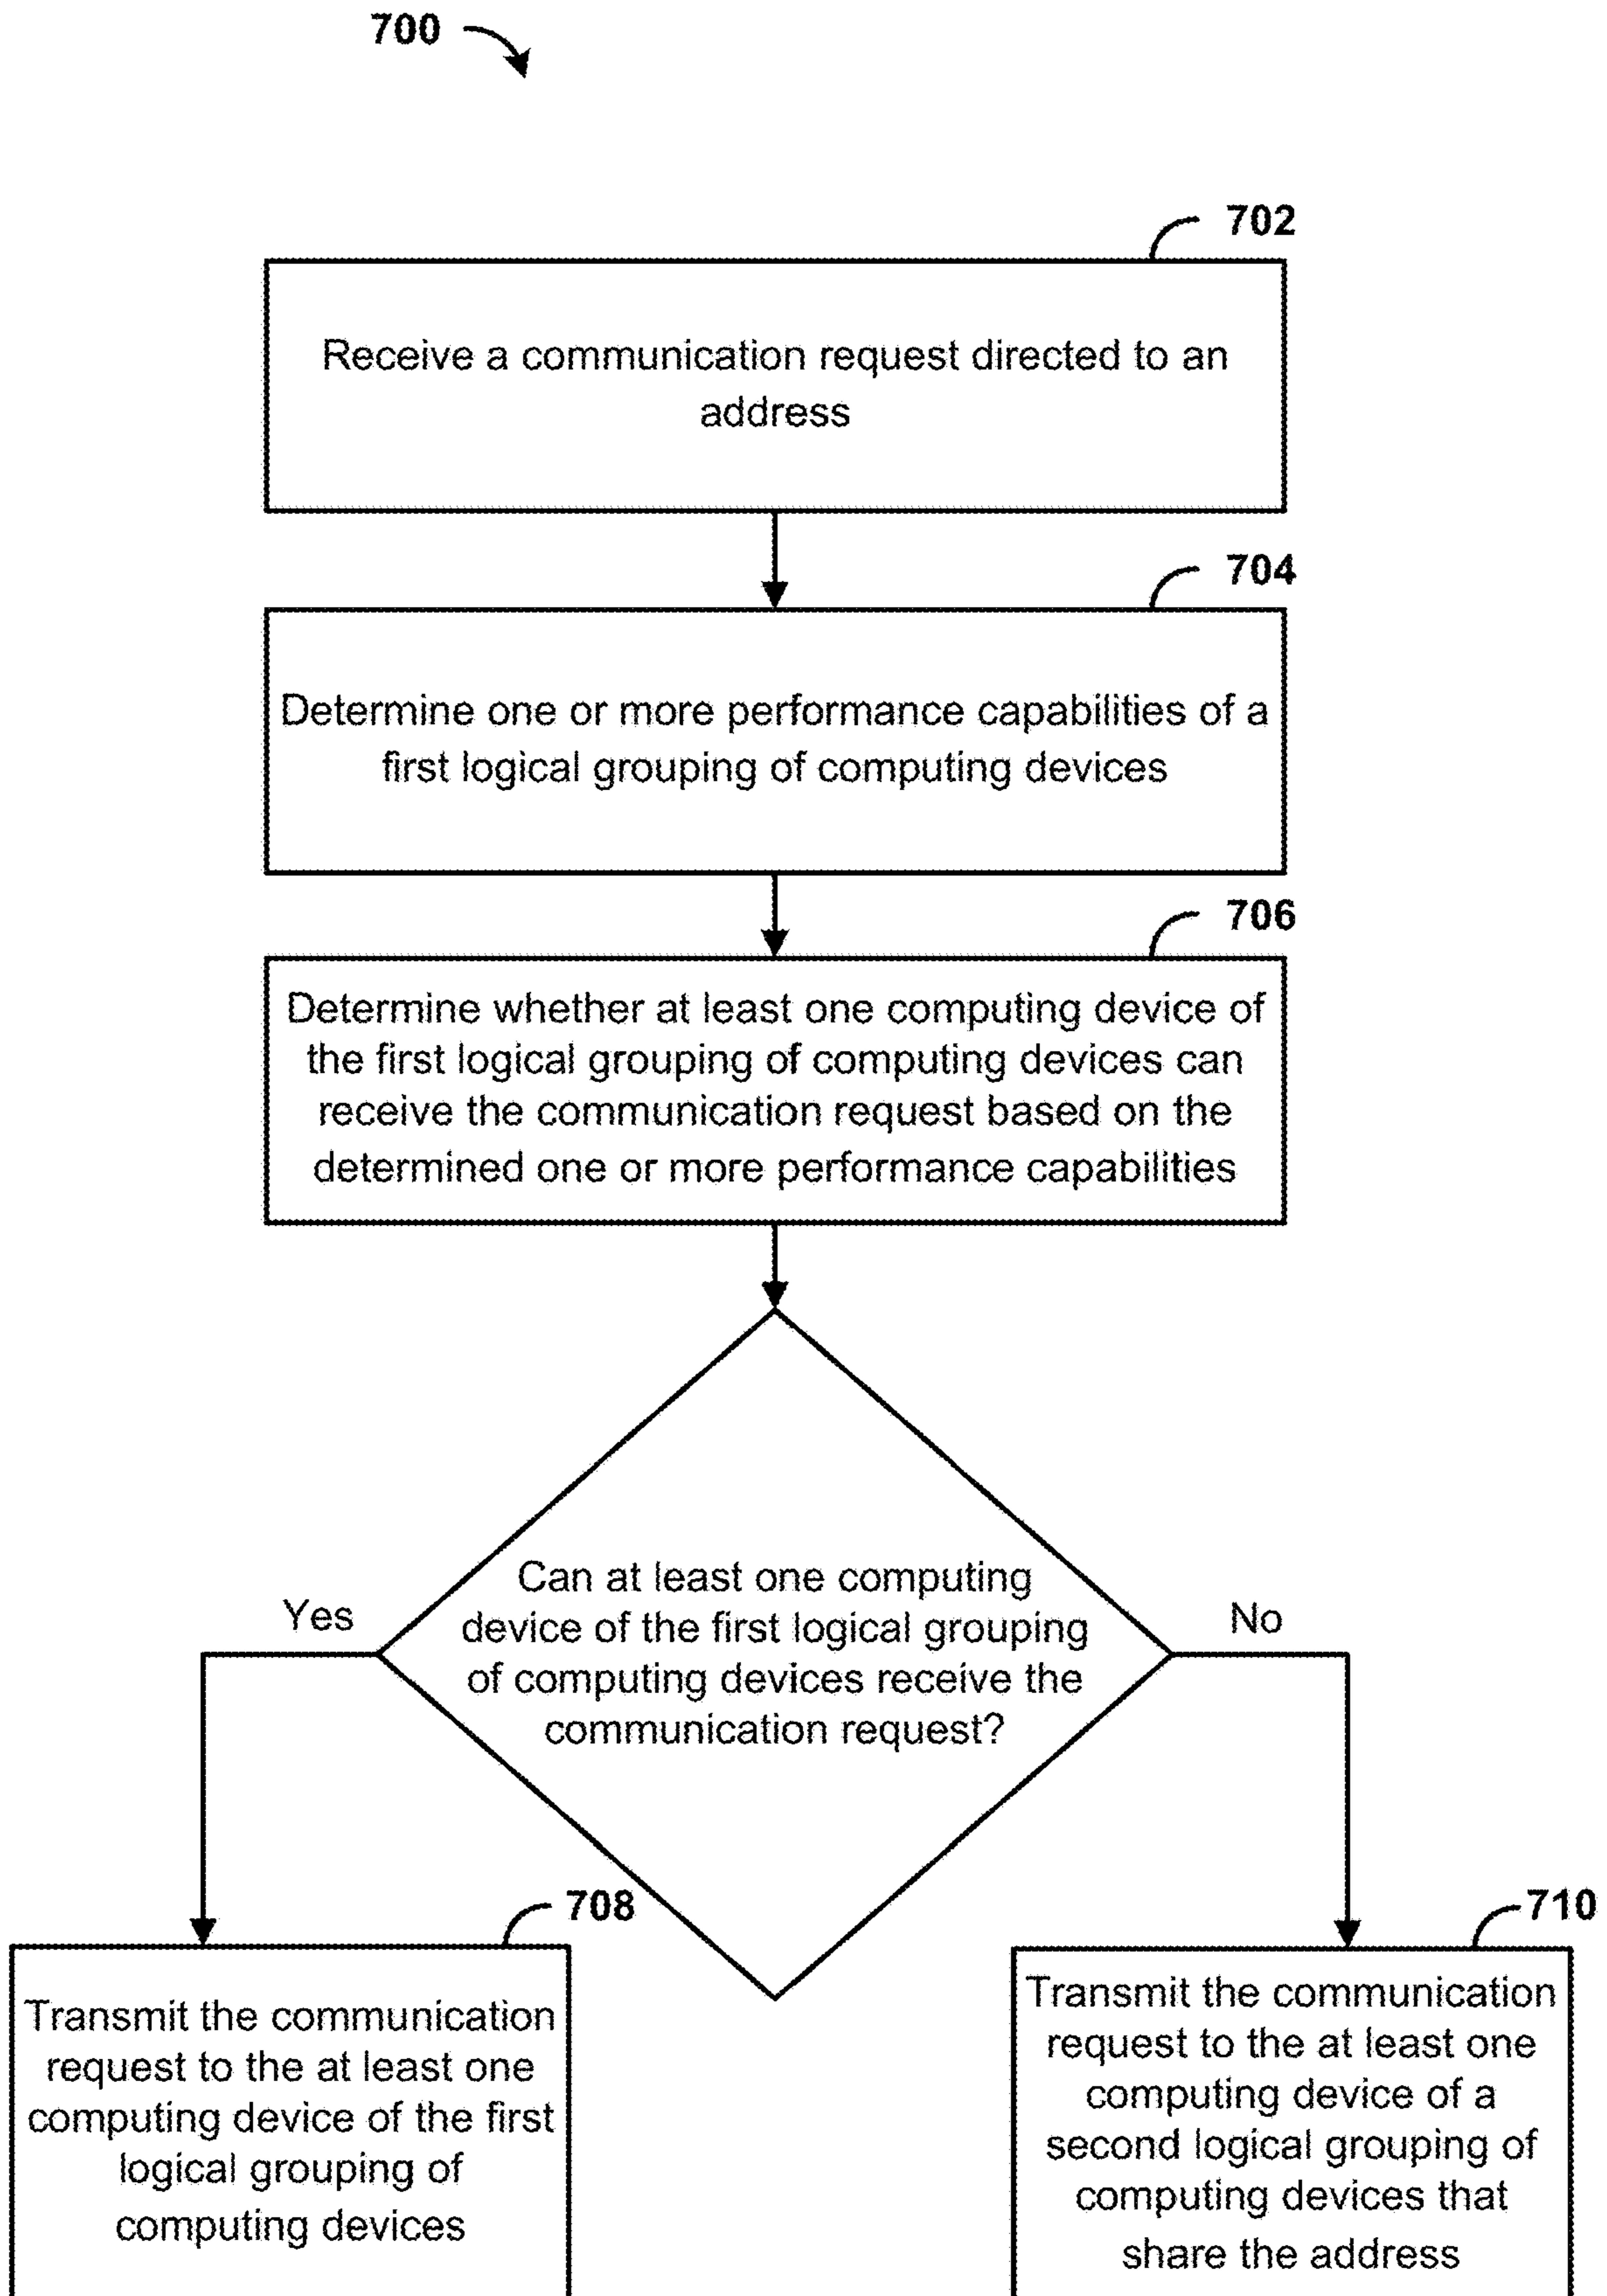 700
702
Receive a communication request directed to an
address
704
Determine one or more performance capabilities of a
first logical grouping of computing devices
706
Determine whether at least one computing device of
the first logical grouping of computing devices can
receive the communication request based on the
determined one or more performance capabilities
Can at least one computing
device of the first logical grouping
of computing devices receive the
communication request?
Yes
No
708
Transmit the communication
request to the at least one
computing device of the first
logical grouping of
computing devices
710
Transmit the communication
request to the at least one
computing device of a
second logical grouping of
computing devices that
share the address